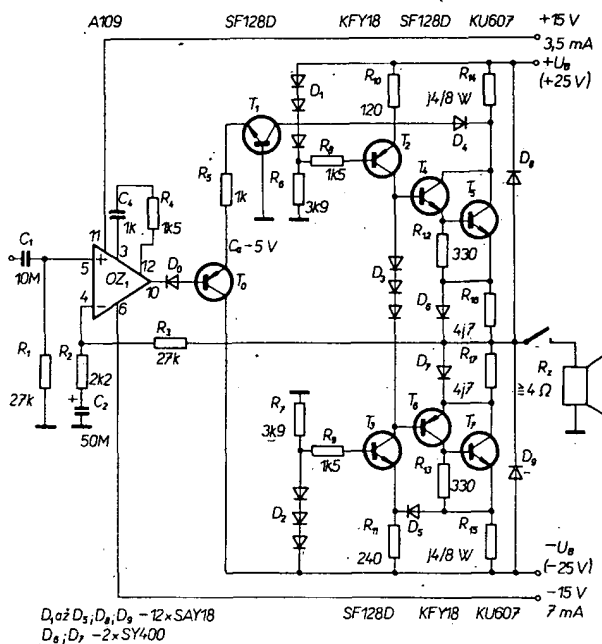 A109 SF128D KFY18 SF128D KU607
+15 V
3,5 mA
+U_B
(+25 V)
R10
120
j4/8 W
R14
D1
T1
T2
D4
D8
R8
1k5
R5
1k
R6
3k9
C4
1k
R4
1k5
T4
T5
C1
10M
11
3
12
5
+
4
−
OZ1
10
6
D0
Ca −5 V
T0
R12
330
D3
D6
R16
4j7
R3
27k
R1
27k
R2
2k2
+
C2
50M
D7
4j7
R17
RZ
≧4 Ω
R7
3k9
R9
1k5
T3
T6
T7
R13
330
D9
D2
D5
R11
240
j4/8 W
R15
−U_B
(−25 V)
−15 V
7 mA
SF128D KFY18 KU607
D1 až D5; D8; D9 −12×SAY18
D6; D7 −2×SY400